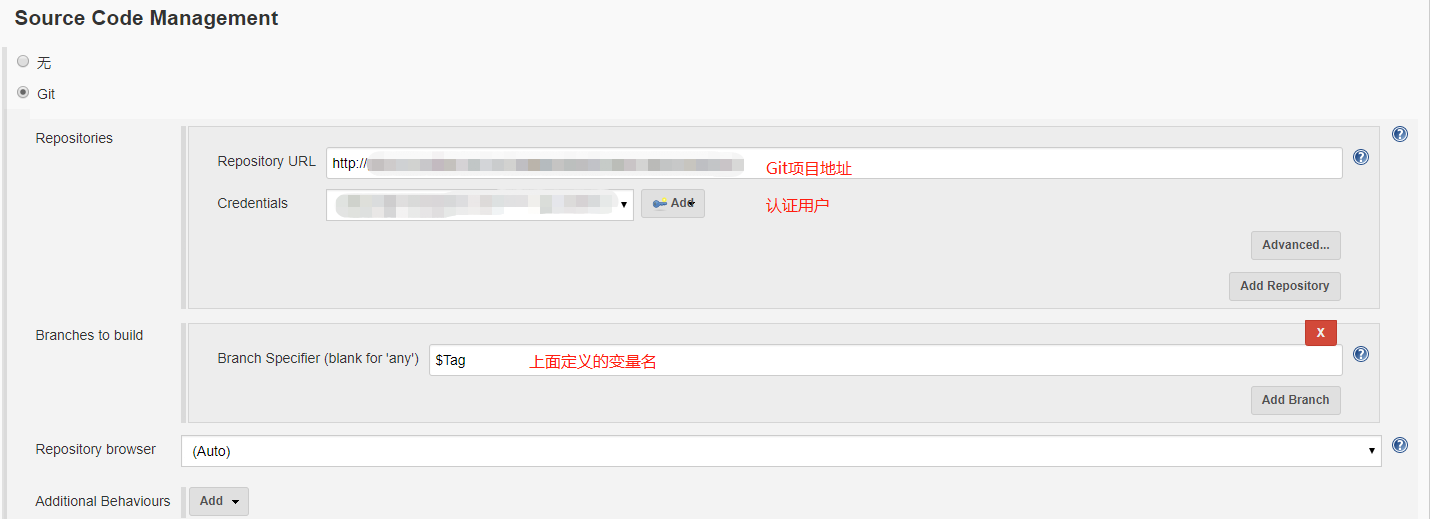 Source Code Management
无
Git
Repositories
Repository URL http:// Git项目地址
Credentials Add 认证用户
Advanced...
Add Repository
Branches to build
X
Branch Specifier (blank for 'any') $Tag 上面定义的变量名
Add Branch
Repository browser (Auto)
Additional Behaviours Add